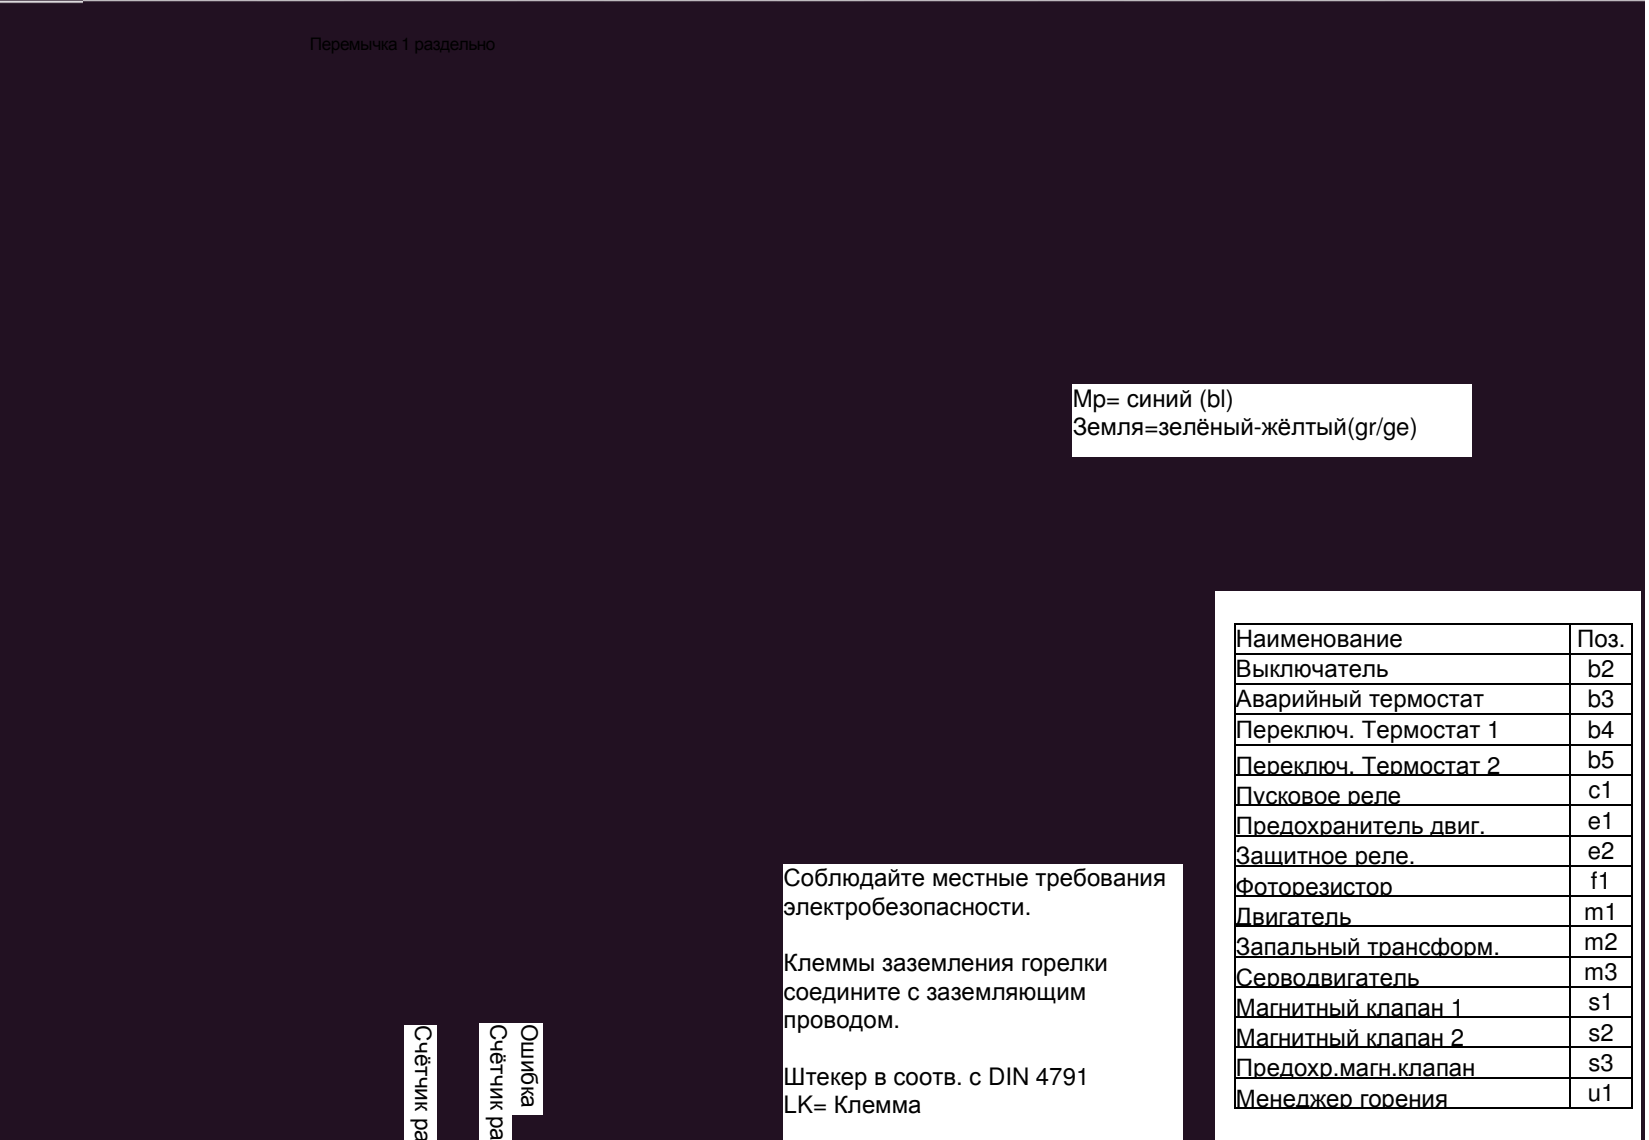 Перемычка 1 раздельно
Mp= синий (bl)
Земля=зелёный-жёлтый(gr/ge)
Наименование Поз.
Выключатель b2
Аварийный термостат b3
Переключ. Термостат 1 b4
Переключ. Термостат 2 b5
Пусковое реле c1
Предохранитель двиг. e1
Защитное реле. e2
Фоторезистор f1
Двигатель m1
Запальный трансформ. m2
Серводвигатель m3
Магнитный клапан 1 s1
Магнитный клапан 2 s2
Предохр.магн.клапан s3
Менеджер горения u1
Соблюдайте местные требования
электробезопасности.
Клеммы заземления горелки
соедините с заземляющим
проводом.
Штекер в соотв. с DIN 4791
LK= Клемма
Ошибка
Счётчик ра
Счётчик ра